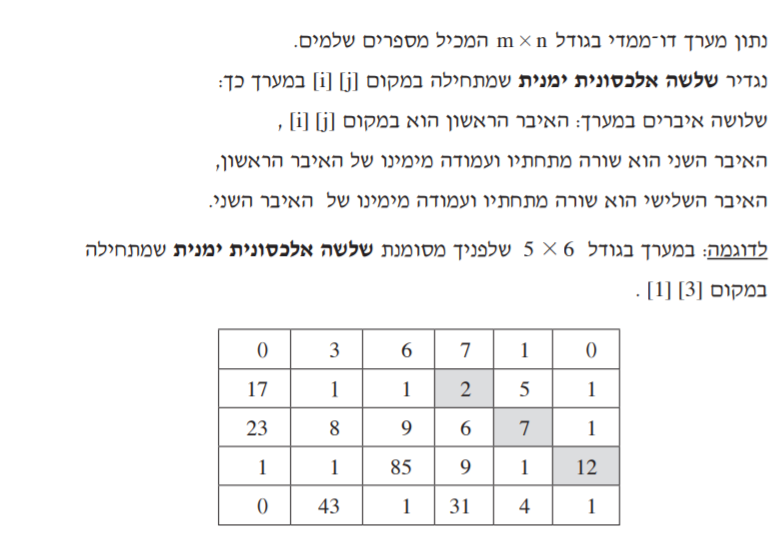 נתון מערך דו־ממדי בגודל m × n המכיל מספרים שלמים.
נגדיר שלשה אלכסונית ימנית שמתחילה במקום [i] [j] במערך כך:
שלושה איברים במערך: האיבר הראשון הוא במקום [i] [j] ,
האיבר השני הוא שורה מתחתיו ועמודה מימינו של האיבר הראשון,
האיבר השלישי הוא שורה מתחתיו ועמודה מימינו של האיבר השני.
לדוגמה: במערך בגודל 5 × 6 שלפניך מסומנת שלשה אלכסונית ימנית שמתחילה
במקום [1] [3] .
0 3 6 7 1 0
17 1 1 2 5 1
23 8 9 6 7 1
1 1 85 9 1 12
0 43 1 31 4 1